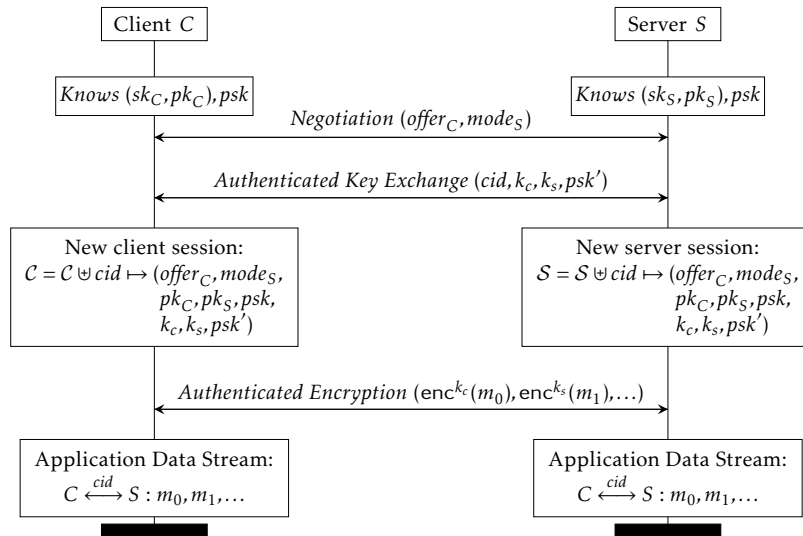 Client C
Server S
Knows (sk_C, pk_C), psk
Knows (sk_S, pk_S), psk
Negotiation (offer_C, mode_S)
Authenticated Key Exchange (cid, k_c, k_s, psk′)
New client session:
𝒞 = 𝒞 ⊎ cid ↦ (offer_C, mode_S,
pk_C, pk_S, psk,
k_c, k_s, psk′)
New server session:
𝒮 = 𝒮 ⊎ cid ↦ (offer_C, mode_S,
pk_C, pk_S, psk,
k_c, k_s, psk′)
Authenticated Encryption (enc^{k_c}(m_0), enc^{k_s}(m_1), …)
Application Data Stream:
C ⟷^{cid} S : m_0, m_1, …
Application Data Stream:
C ⟷^{cid} S : m_0, m_1, …